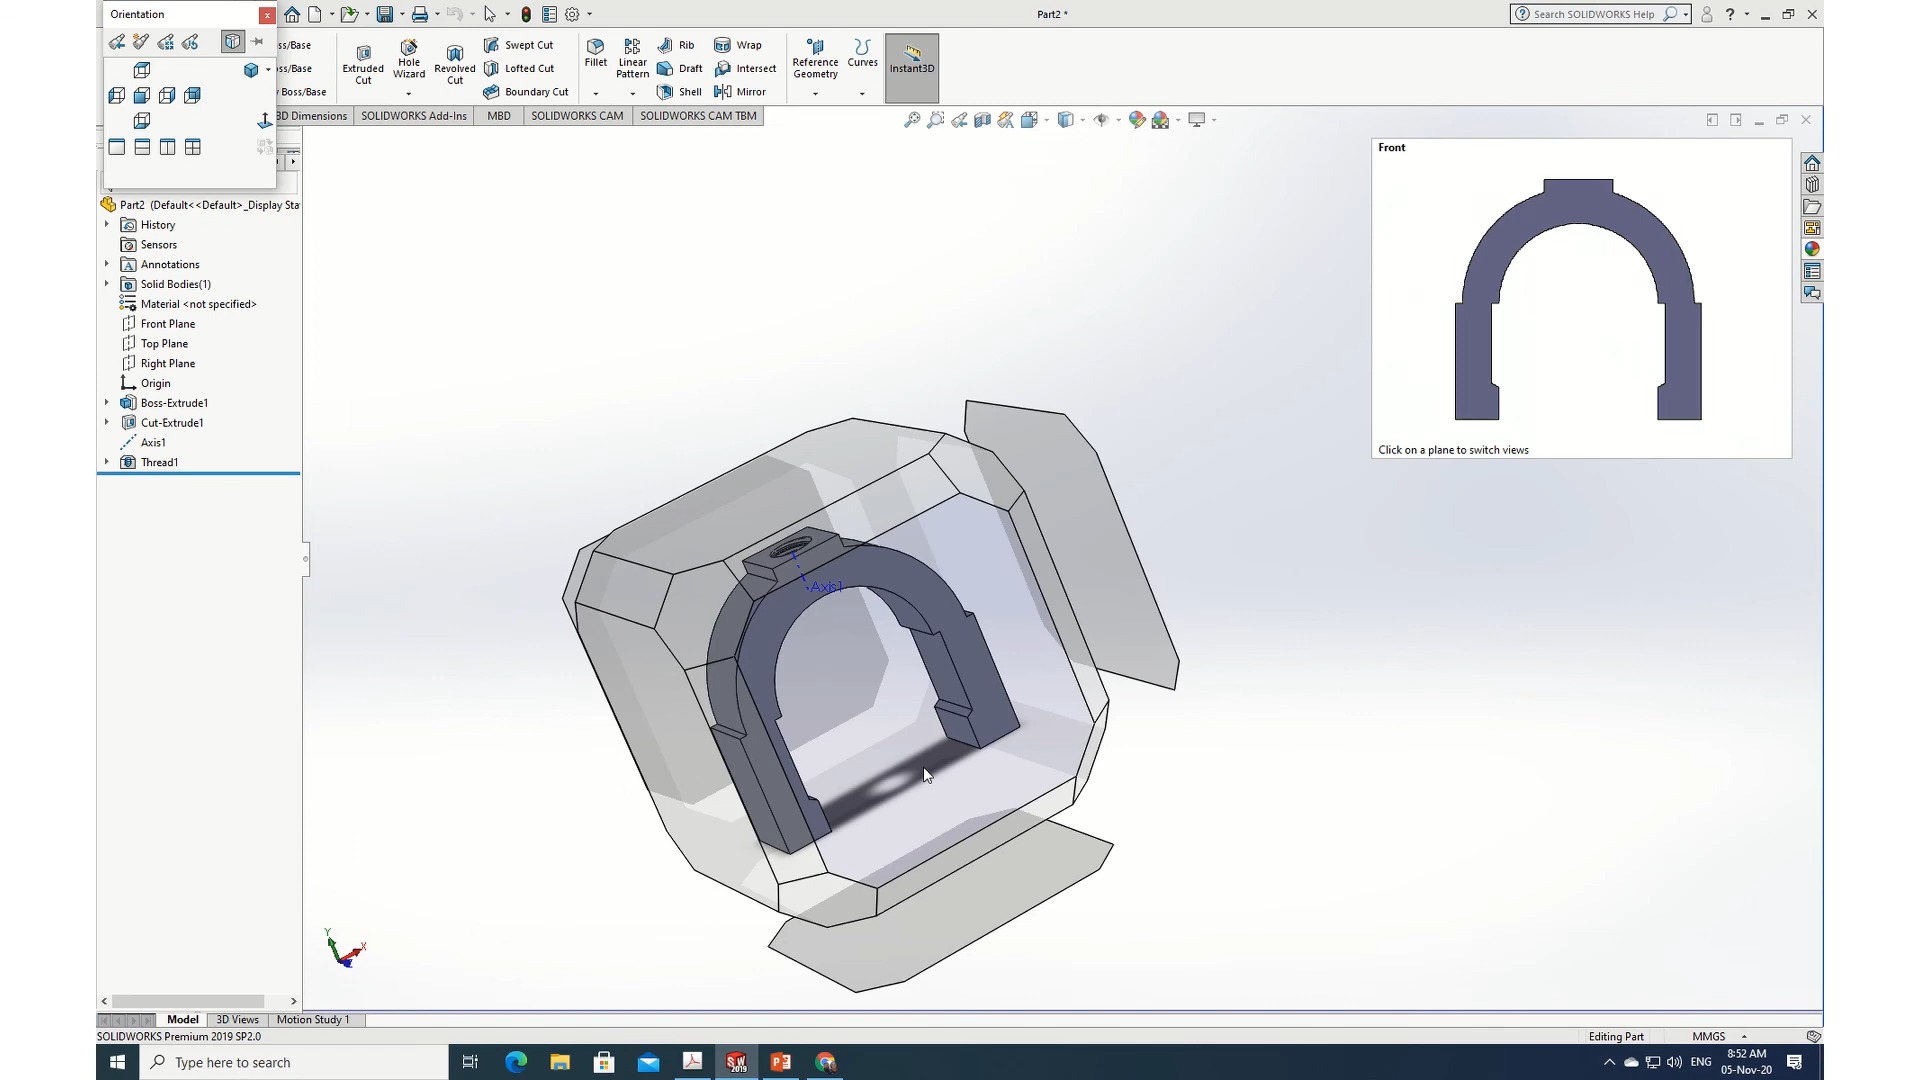 Orientation
Part2 *
Search SOLIDWORKS Help
ss/Base
oss/Base
y Boss/Base
Extruded Cut
Hole Wizard
Revolved Cut
Swept Cut
Lofted Cut
Boundary Cut
Fillet
Linear Pattern
Rib
Draft
Shell
Wrap
Intersect
Mirror
Reference Geometry
Curves
Instant3D
BD Dimensions
SOLIDWORKS Add-Ins
MBD
SOLIDWORKS CAM
SOLIDWORKS CAM TBM
Part2 (Default<<Default>_Display Sta
History
Sensors
Annotations
Solid Bodies(1)
Material <not specified>
Front Plane
Top Plane
Right Plane
Origin
Boss-Extrude1
Cut-Extrude1
Axis1
Thread1
Front
Click on a plane to switch views
Axis1
Y
X
Model
3D Views
Motion Study 1
SOLIDWORKS Premium 2019 SP2.0
Editing Part
MMGS
Type here to search
SW
2019
ENG
8:52 AM
05-Nov-20